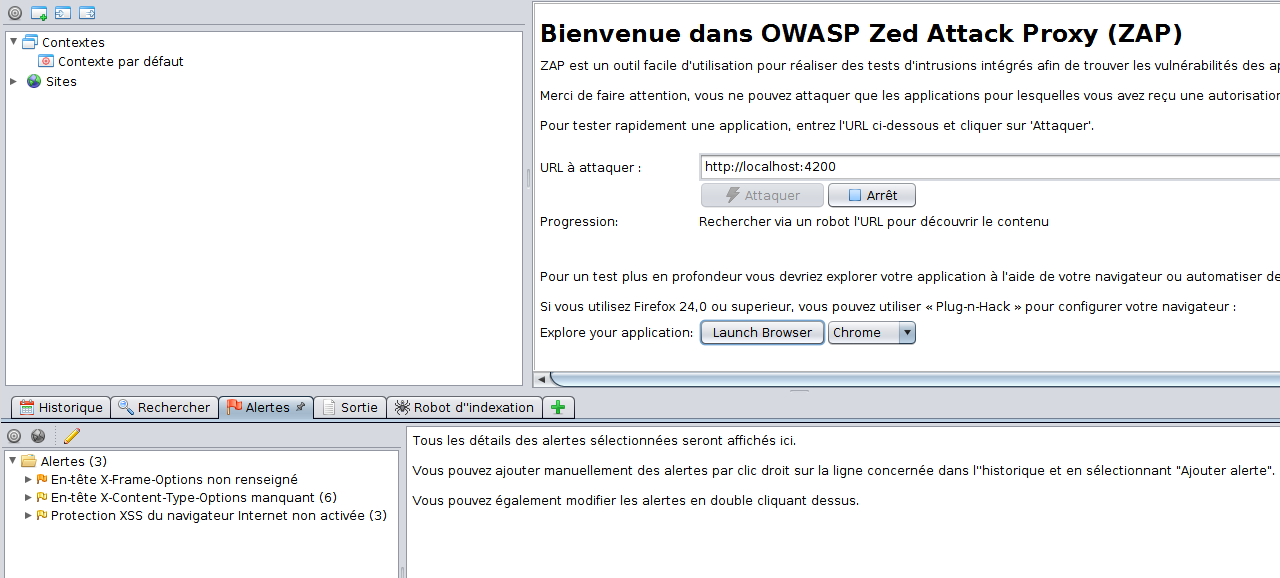 Contextes
Contexte par défaut
Sites
Bienvenue dans OWASP Zed Attack Proxy (ZAP)
ZAP est un outil facile d'utilisation pour réaliser des tests d'intrusions intégrés afin de trouver les vulnérabilités des
Merci de faire attention, vous ne pouvez attaquer que les applications pour lesquelles vous avez reçu une autorisation
Pour tester rapidement une application, entrez l'URL ci-dessous et cliquer sur 'Attaquer'.
URL à attaquer :
http://localhost:4200
Attaquer
Arrêt
Progression:
Rechercher via un robot l'URL pour découvrir le contenu
Pour un test plus en profondeur vous devriez explorer votre application à l'aide de votre navigateur ou automatiser de
Si vous utilisez Firefox 24,0 ou superieur, vous pouvez utiliser « Plug-n-Hack » pour configurer votre navigateur :
Explore your application:
Launch Browser
Chrome
Historique
Rechercher
Alertes
Sortie
Robot d''indexation
Alertes (3)
En-tête X-Frame-Options non renseigné
En-tête X-Content-Type-Options manquant (6)
Protection XSS du navigateur Internet non activée (3)
Tous les détails des alertes sélectionnées seront affichés ici.
Vous pouvez ajouter manuellement des alertes par clic droit sur la ligne concernée dans l''historique et en sélectionnant "Ajouter alerte".
Vous pouvez également modifier les alertes en double cliquant dessus.